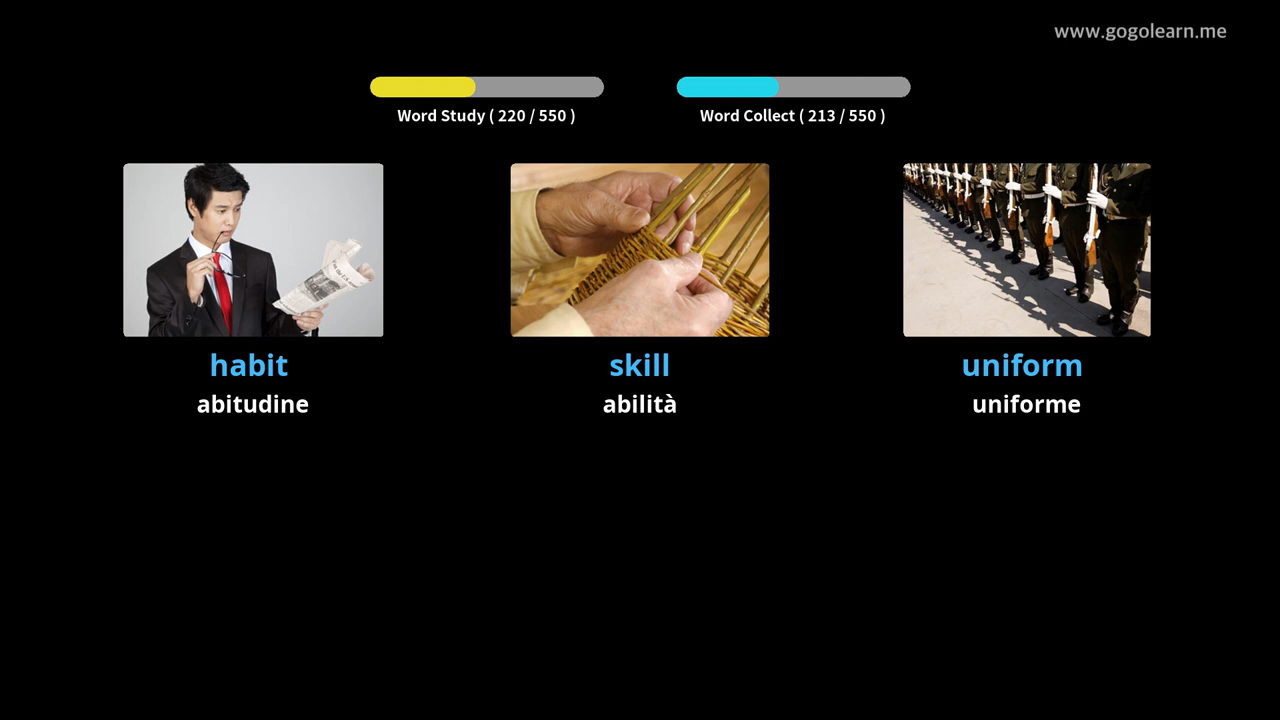 www.gogolearn.me
Word Study ( 220 / 550 )
Word Collect ( 213 / 550 )
habit
skill
uniform
abitudine
abilità
uniforme